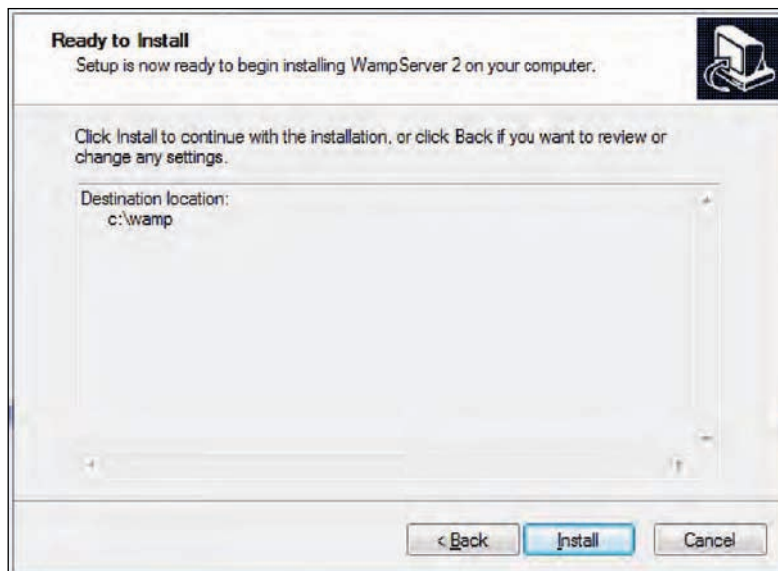 Ready to Install
Setup is now ready to begin installing WampServer 2 on your computer.
Click Install to continue with the installation, or click Back if you want to review or
change any settings.
Destination location:
c:\wamp
< Back
Install
Cancel